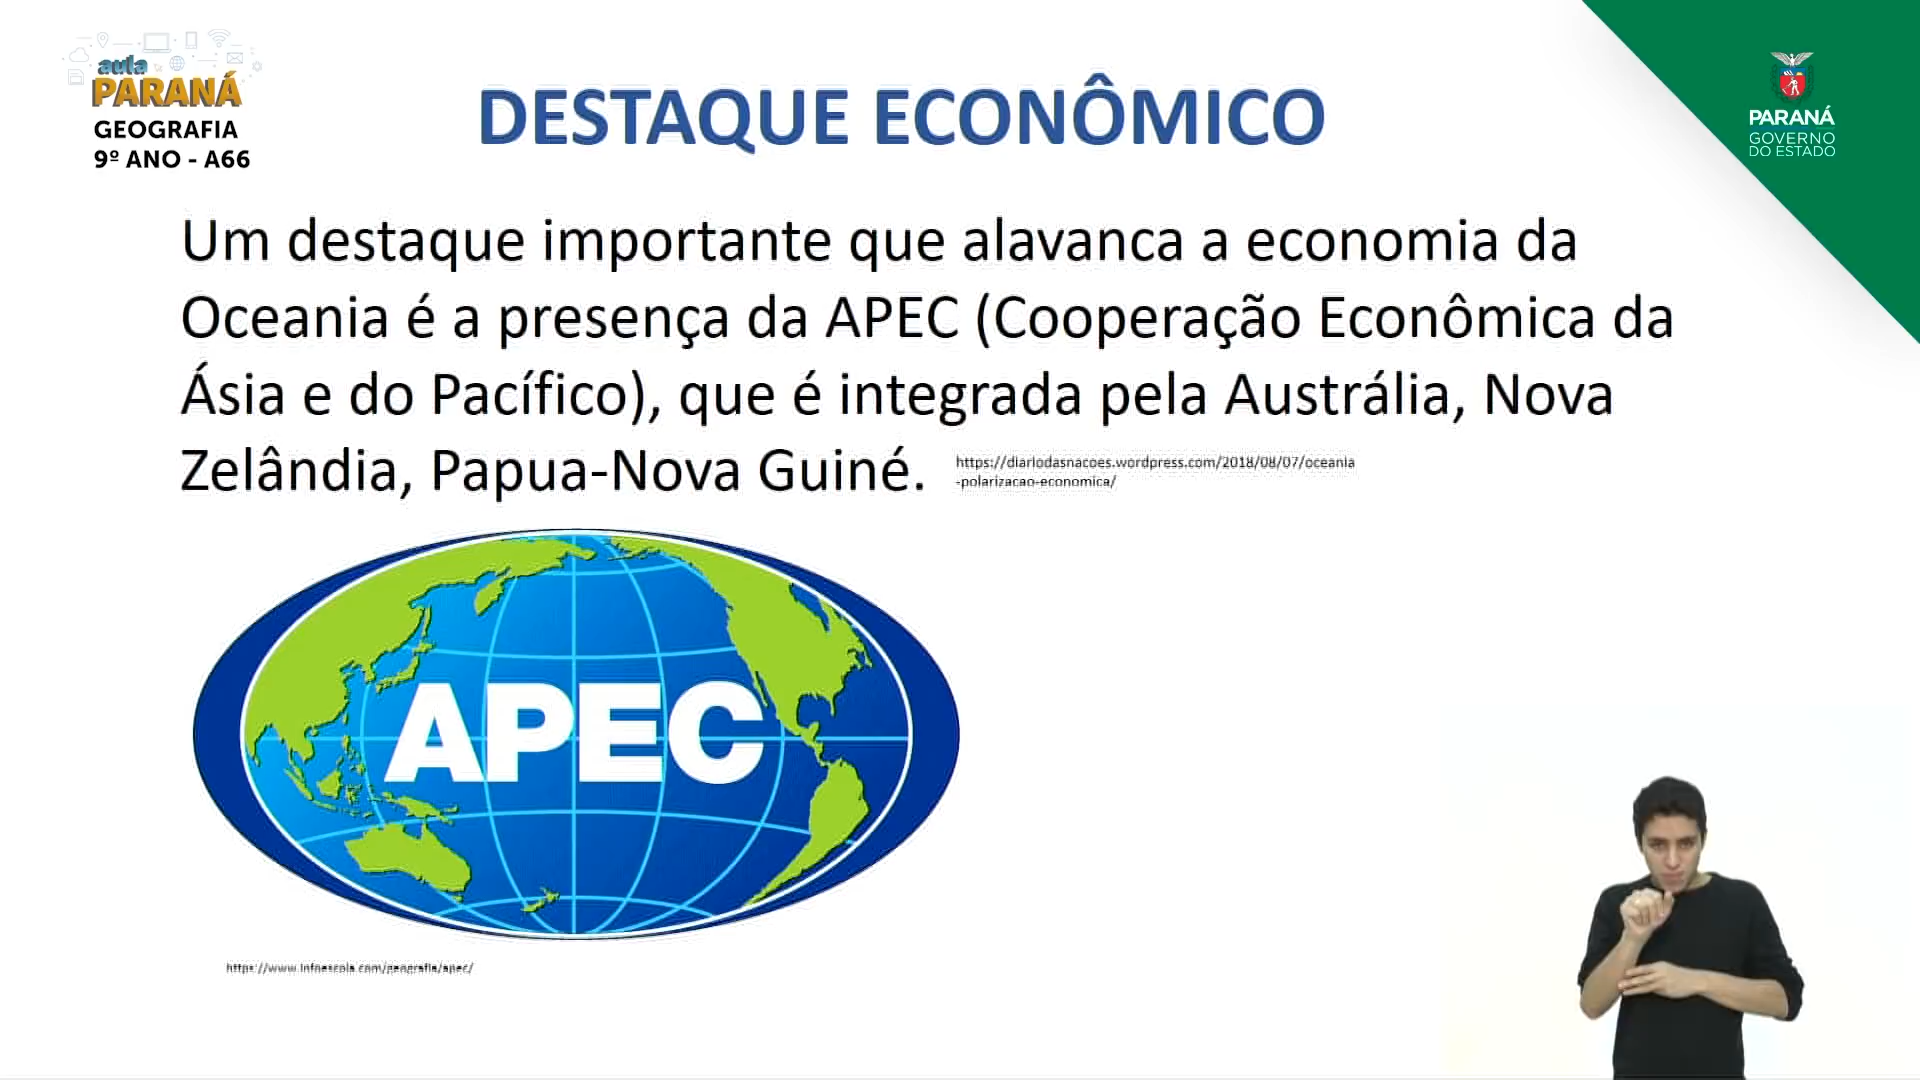 aula
PARANÁ
GEOGRAFIA
9º ANO - A66
DESTAQUE ECONÔMICO
PARANÁ
GOVERNO
DO ESTADO
Um destaque importante que alavanca a economia da
Oceania é a presença da APEC (Cooperação Econômica da
Ásia e do Pacífico), que é integrada pela Austrália, Nova
Zelândia, Papua-Nova Guiné.
https://diariodasnacoes.wordpress.com/2018/08/07/oceania
-polarizacao-economica/
APEC
https://www.infoescola.com/geografia/apec/